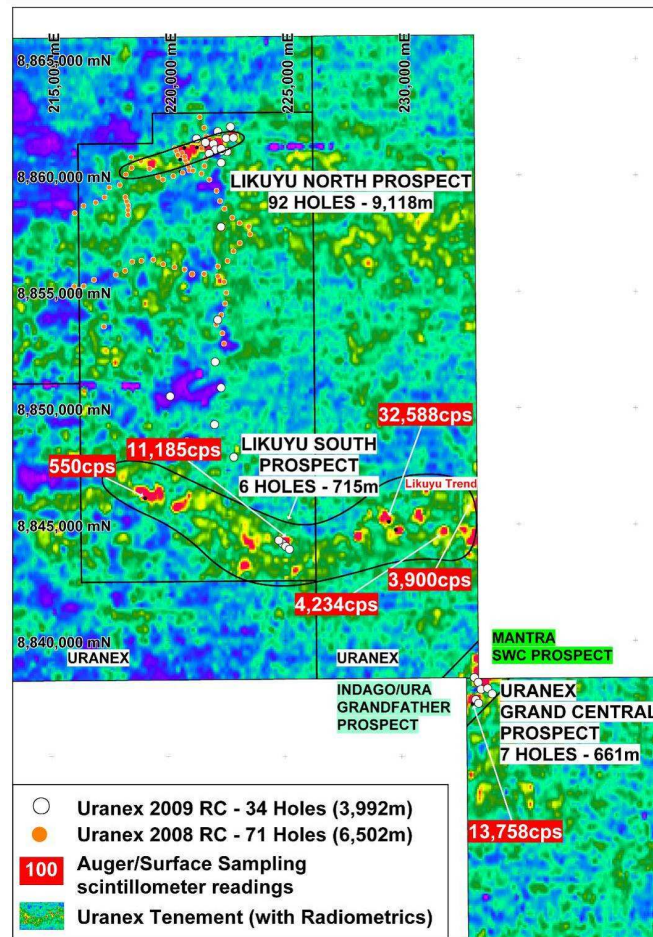 215,000 mE
220,000 mE
225,000 mE
230,000 mE
8,865,000 mN
8,860,000 mN
LIKUYU NORTH PROSPECT
92 HOLES - 9,118m
8,855,000 mN
8,850,000 mN
32,588cps
11,185cps
LIKUYU SOUTH
PROSPECT
6 HOLES - 715m
550cps
Likuyu Trend
8,845,000 mN
3,900cps
4,234cps
8,840,000 mN
URANEX
URANEX
MANTRA
SWC PROSPECT
INDAGO/URA
GRANDFATHER
PROSPECT
URANEX
GRAND CENTRAL
PROSPECT
7 HOLES - 661m
13,758cps
Uranex 2009 RC - 34 Holes (3,992m)
Uranex 2008 RC - 71 Holes (6,502m)
100
Auger/Surface Sampling
scintillometer readings
Uranex Tenement (with Radiometrics)